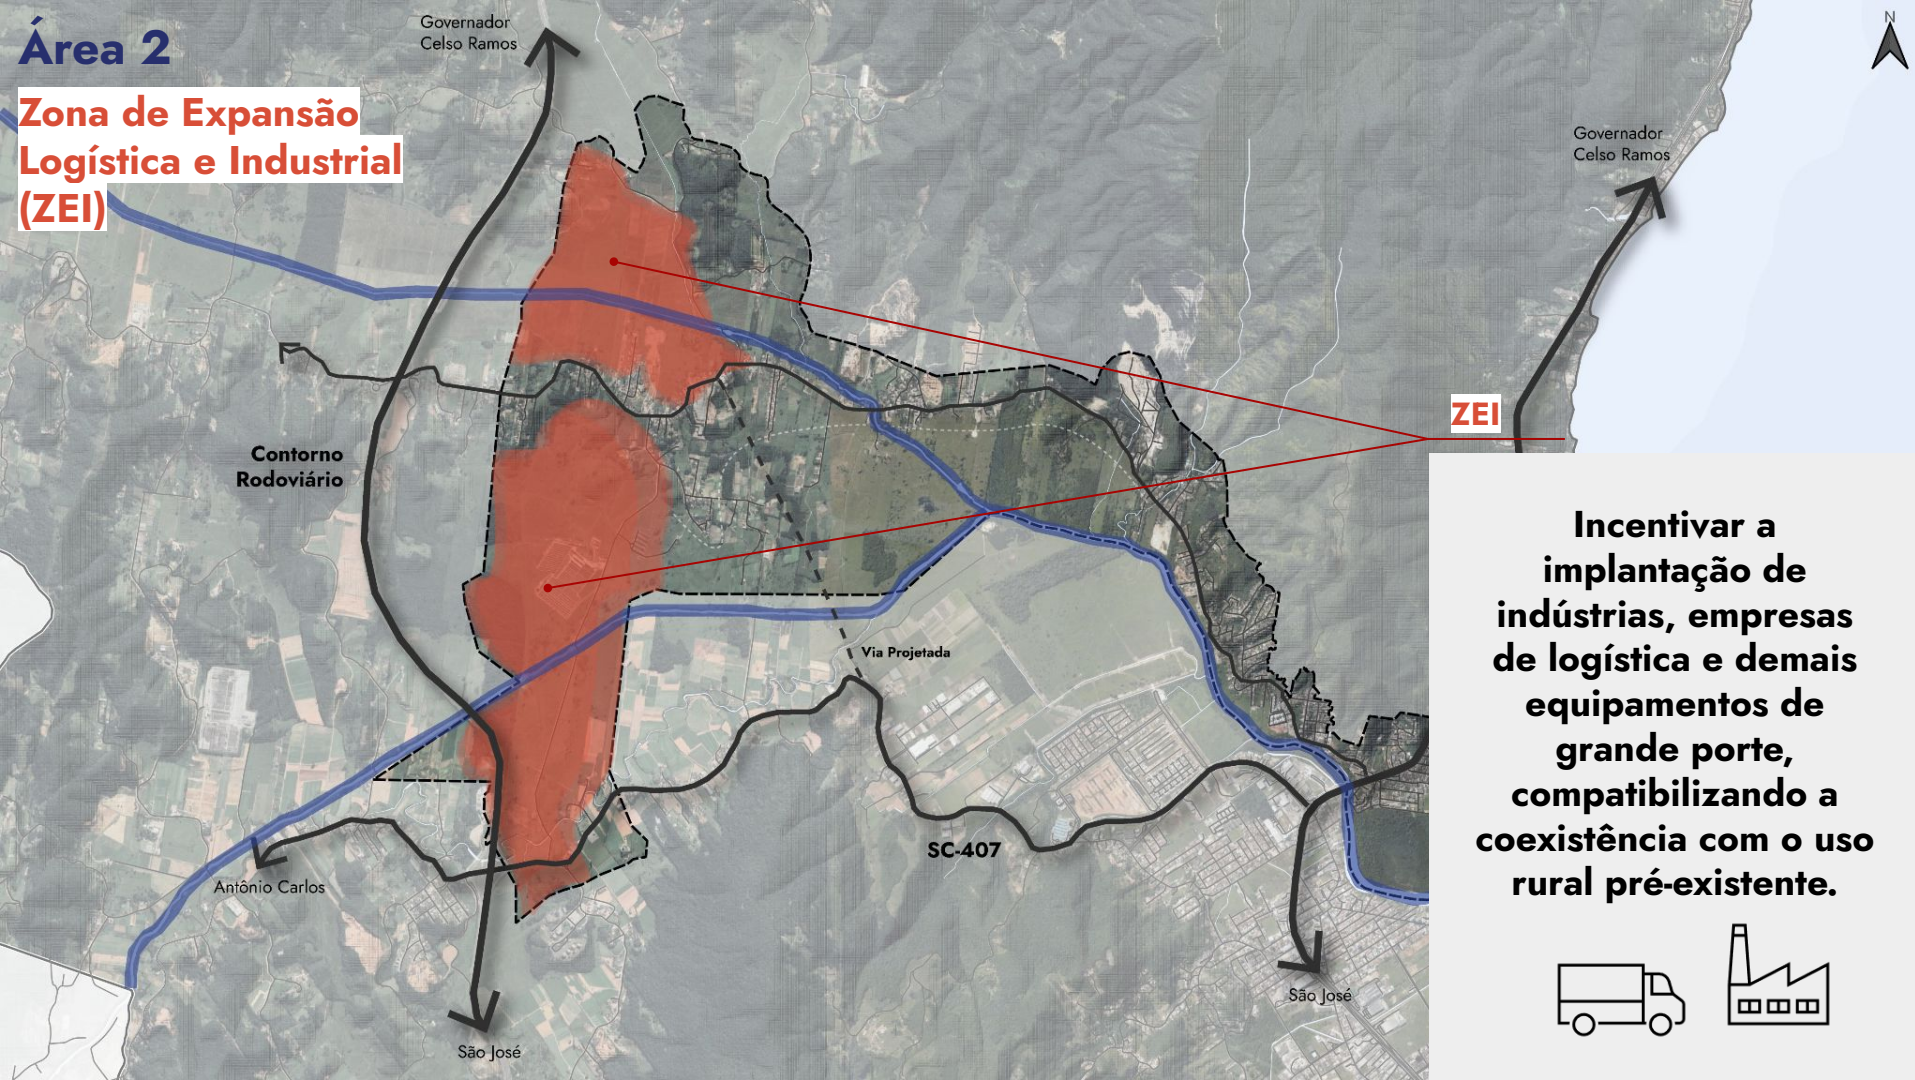 Área 2
Zona de Expansão
Logística e Industrial
(ZEI)
Governador
Celso Ramos
N
Governador
Celso Ramos
ZEI
Contorno
Rodoviário
Via Projetada
SC-407
Antônio Carlos
São José
São José
Incentivar a
implantação de
indústrias, empresas
de logística e demais
equipamentos de
grande porte,
compatibilizando a
coexistência com o uso
rural pré-existente.